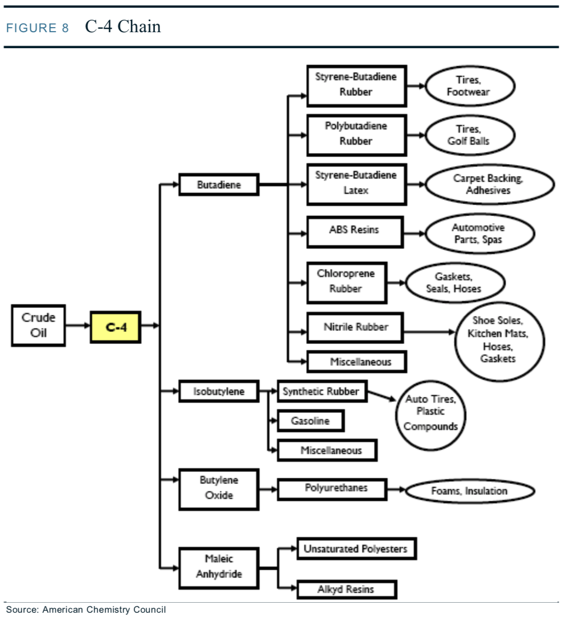 FIGURE 8 C-4 Chain
Styrene-Butadiene
Rubber
Tires,
Footwear
Polybutadiene
Rubber
Tires,
Golf Balls
Butadiene
Styrene-Butadiene
Latex
Carpet Backing,
Adhesives
ABS Resins
Automotive
Parts, Spas
Chloroprene
Rubber
Gaskets,
Seals, Hoses
Crude
Oil
C-4
Nitrile Rubber
Shoe Soles,
Kitchen Mats,
Hoses,
Gaskets
Miscellaneous
Isobutylene
Synthetic Rubber
Auto Tires,
Plastic
Compounds
Gasoline
Miscellaneous
Butylene
Oxide
Polyurethanes
Foams, Insulation
Maleic
Anhydride
Unsaturated Polyesters
Alkyd Resins
Source: American Chemistry Council